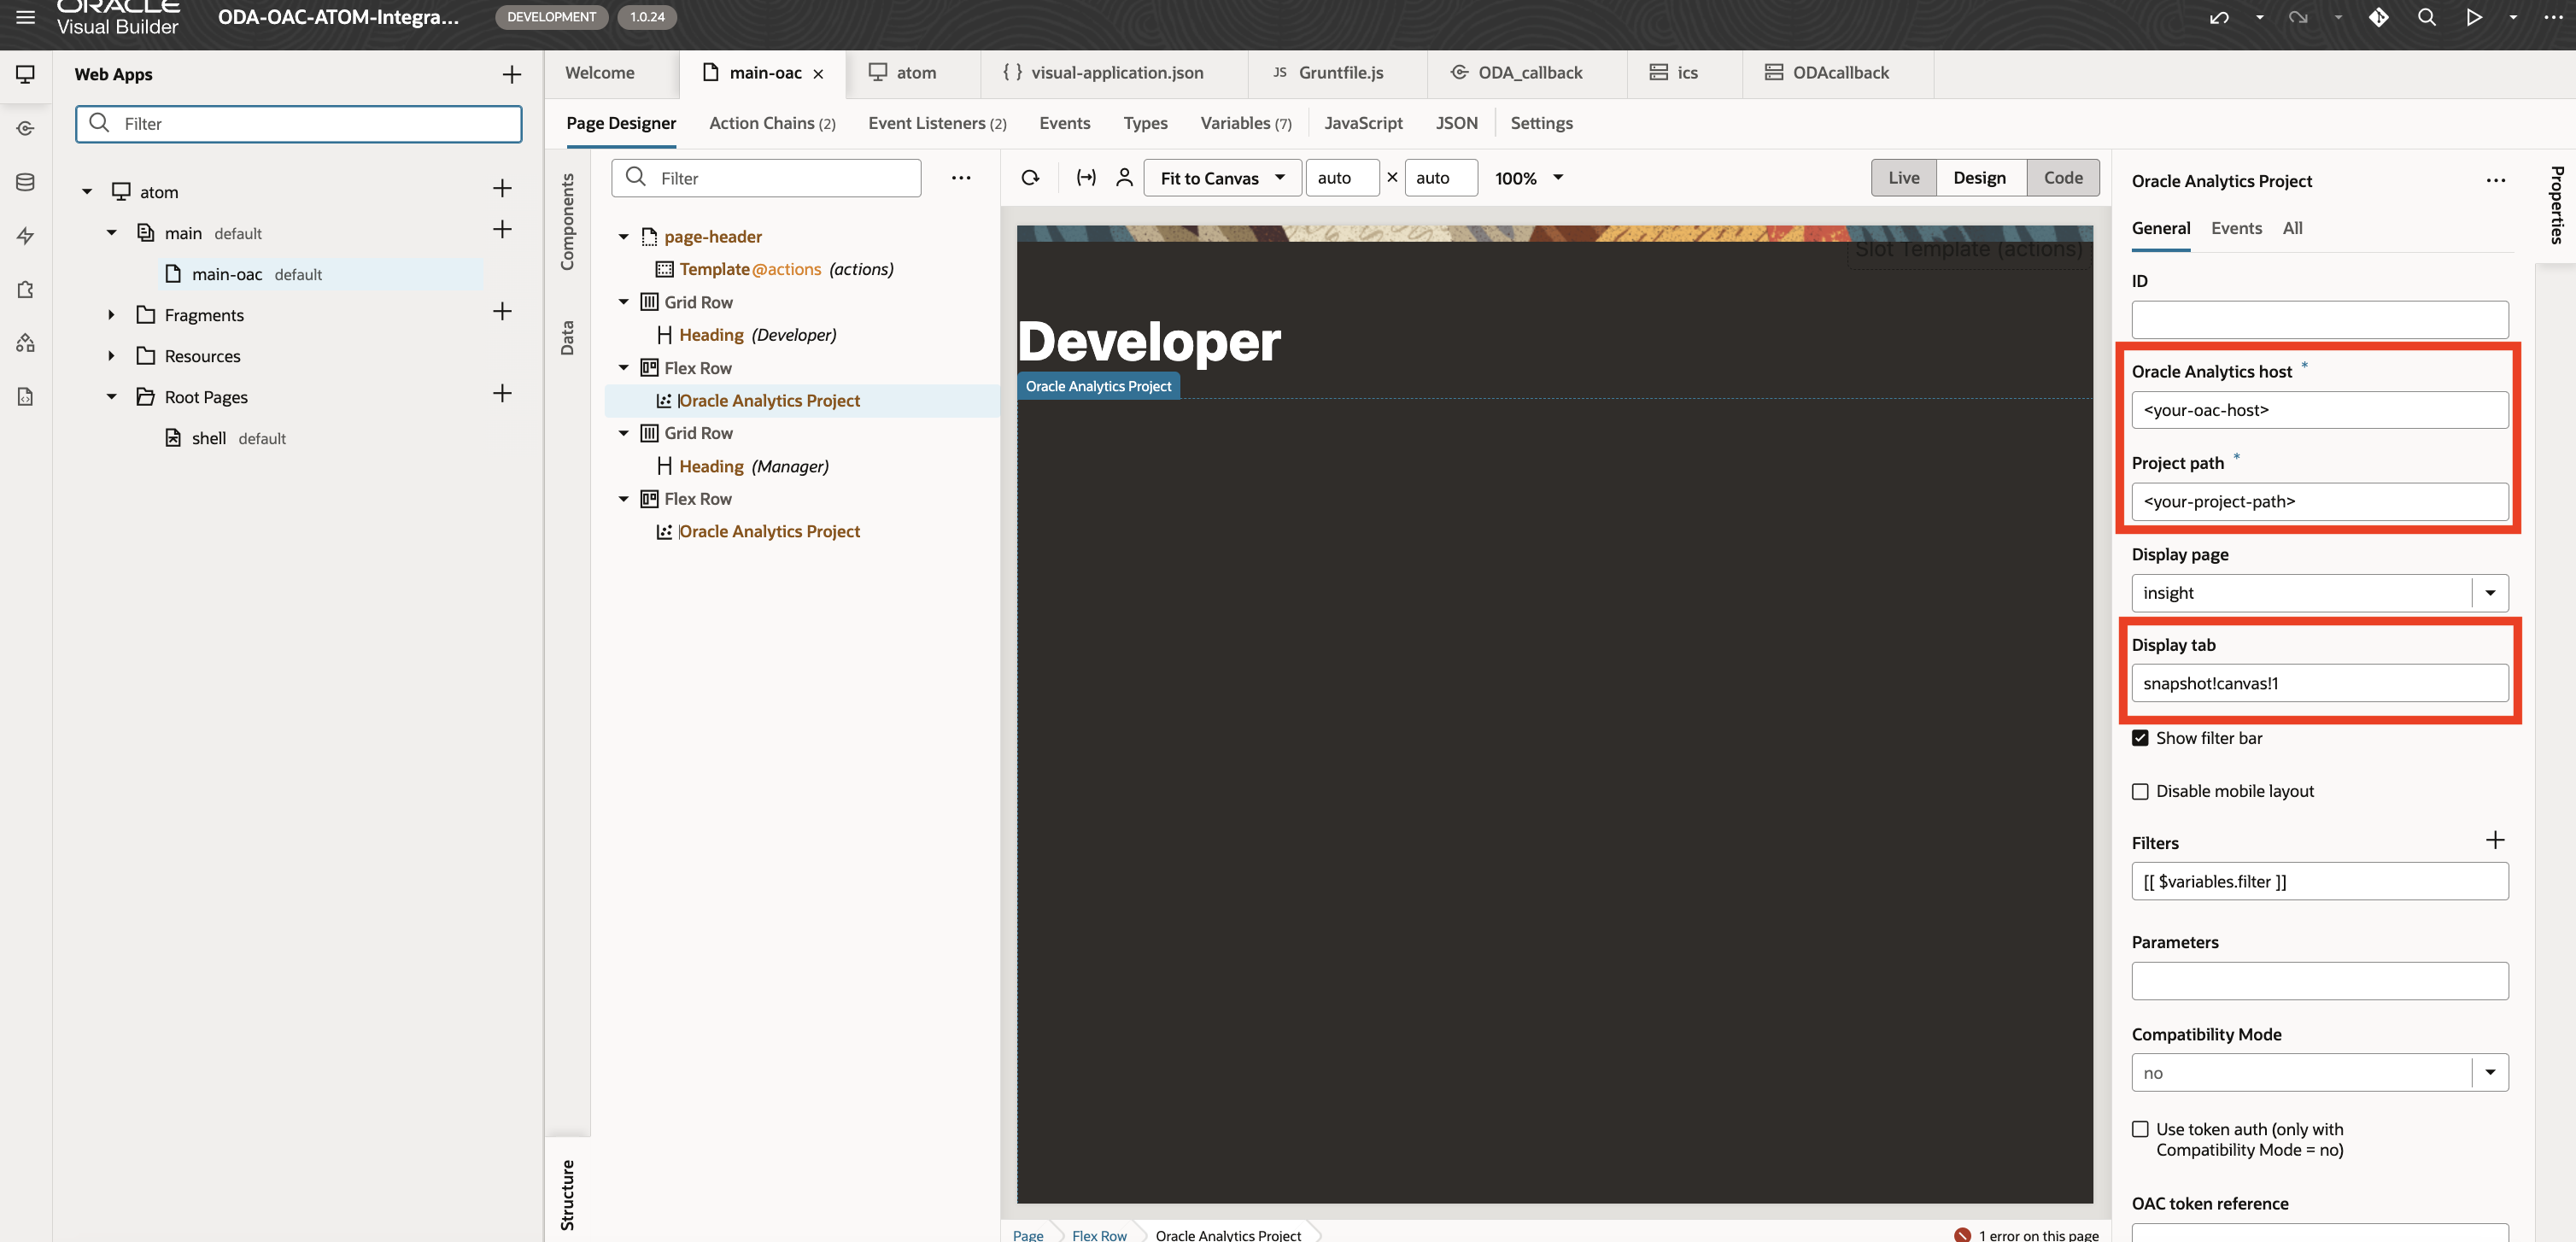 ORACLE
Visual Builder
ODA-OAC-ATOM-Integra...
DEVELOPMENT
1.0.24
Web Apps
Filter
atom
main default
main-oac default
Fragments
Resources
Root Pages
shell default
Welcome
main-oac
atom
{ } visual-application.json
JS Gruntfile.js
ODA_callback
ics
ODAcallback
Page Designer
Action Chains (2)
Event Listeners (2)
Events
Types
Variables (7)
JavaScript
JSON
Settings
Components
Data
Structure
Filter
page-header
Template@actions (actions)
Grid Row
Heading (Developer)
Flex Row
Oracle Analytics Project
Grid Row
Heading (Manager)
Flex Row
Oracle Analytics Project
Fit to Canvas
auto × auto
100%
Live
Design
Code
Slot Template (actions)
Developer
Oracle Analytics Project
Page
Flex Row
Oracle Analytics Project
1 error on this page
Oracle Analytics Project
General
Events
All
ID
Oracle Analytics host *
<your-oac-host>
Project path *
<your-project-path>
Display page
insight
Display tab
snapshot!canvas!1
Show filter bar
Disable mobile layout
Filters
[[ $variables.filter ]]
Parameters
Compatibility Mode
no
Use token auth (only with
Compatibility Mode = no)
OAC token reference
Properties